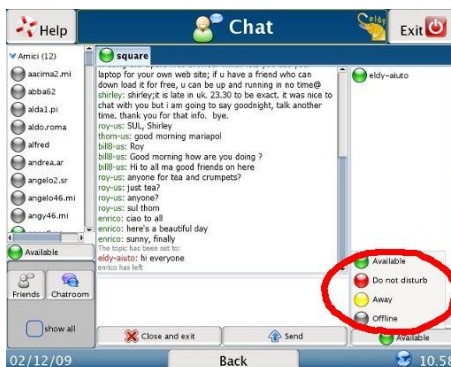 Help
Chat
Eldy
Exit
Amici (12)
aacima2.mi
abba62
alda1.pi
aldo.roma
alfred
andrea.ar
angelo2.sr
angelo46.mi
angy46.mi
Available
Friends
Chatroom
show all
square
laptop for your own web site; if u have a friend who can
down load it for free, u can be up and running in no time@
shirley: shirley;it is late in uk. 23.30 to be exact. it was nice to
chat with you but i am going to say goodnight, talk another
time. thank you for that info.  bye.
roy-us: SUL, Shirley
thom-us: good morning mariapol
bill8-us: Roy
bill8-us: Good morning how are you doing ?
bill8-us: Hi to all ma good friends on here
roy-us: anyone for tea and crumpets?
roy-us: just tea?
roy-us: anyone?
roy-us: sul thom
enrico: ciao to all
enrico: here's a beautiful day
enrico: sunny, finally
The topic has been set to:
eldy-aiuto: hi everyone
enrico has left
eldy-aiuto
Available
Do not disturb
Away
Offline
Close and exit
Send
Available
02/12/09
Back
10.58